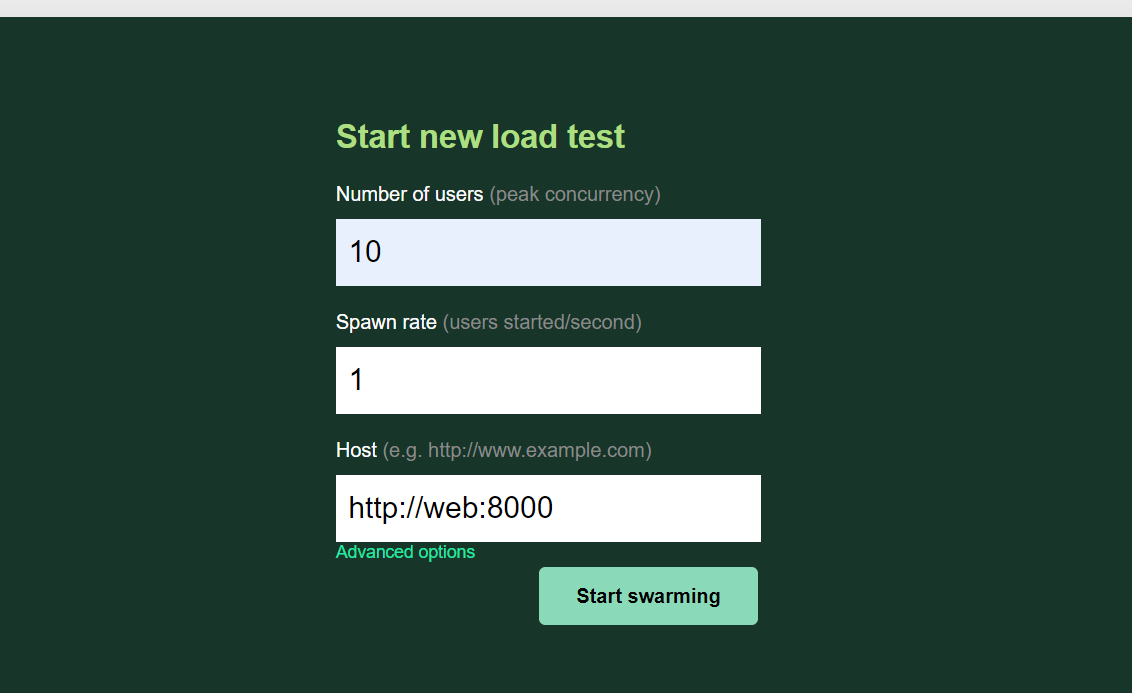 Start new load test
Number of users (peak concurrency)
10
Spawn rate (users started/second)
1
Host (e.g. http://www.example.com)
http://web:8000
Advanced options
Start swarming